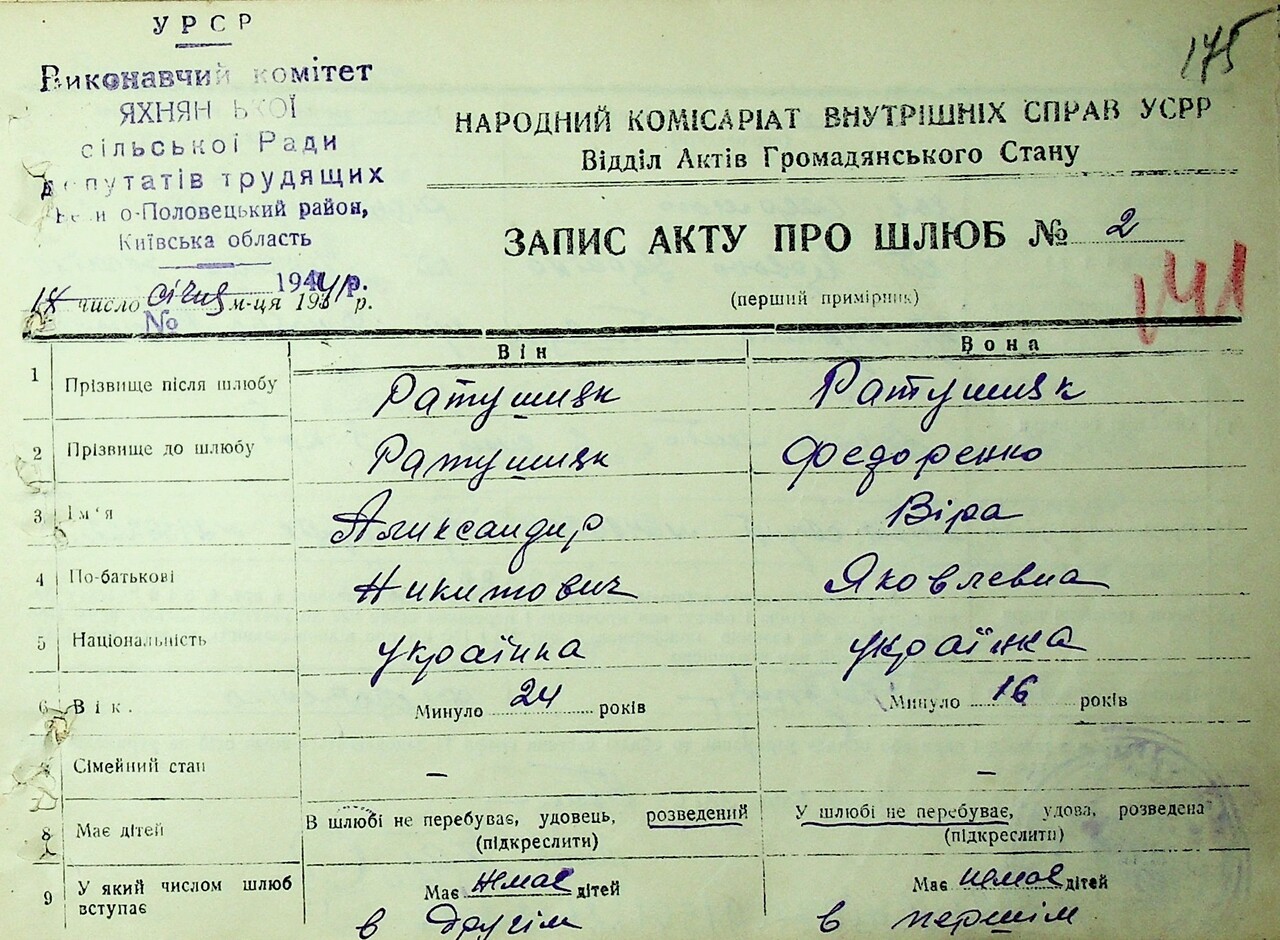 УРСР
Виконавчий комітет
ЯХНЯН ЬКОЇ
сільської Ради
депутатів трудящих
о-Половецький район,
Київська область
194 р.
число січня м-ця 19 р.
№
175
НАРОДНИЙ КОМІСАРІАТ ВНУТРІШНІХ СПРАВ УСРР
Відділ Актів Громадянського Стану
ЗАПИС АКТУ ПРО ШЛЮБ № 2
(перший примірник)
141
Він Вона
1 Прізвище після шлюбу Ратушняк Ратушняк
2 Прізвище до шлюбу Ратушняк Федоренко
3 Ім'я Александир Віра
4 По-батькові Никитович Яковлевна
5 Національність українка
6 Вік. Минуло 24 років Минуло 16 років
Сімейний стан – –
8 Має дітей В шлюбі не перебуває, удовець, розведений У шлюбі не перебуває, удова, розведена
(підкреслити) (підкреслити)
9 У який числом шлюб вступає Має немає дітей Має немає дітей
в другім в першім